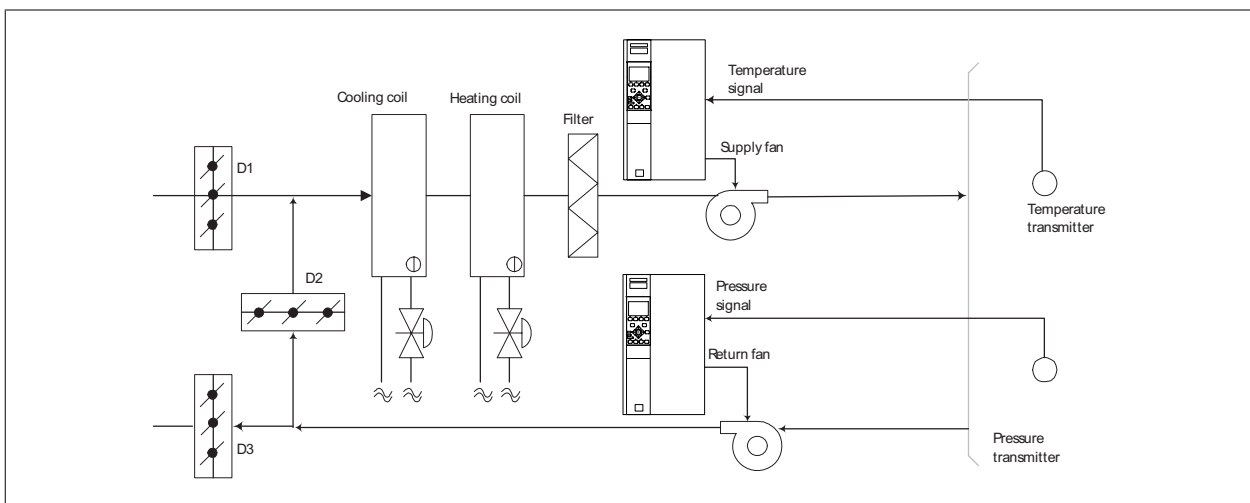 Temperature
signal
Cooling coil
Heating coil
Filter
D1
Supply fan
Temperature
transmitter
D2
Pressure
signal
Return fan
D3
Pressure
transmitter